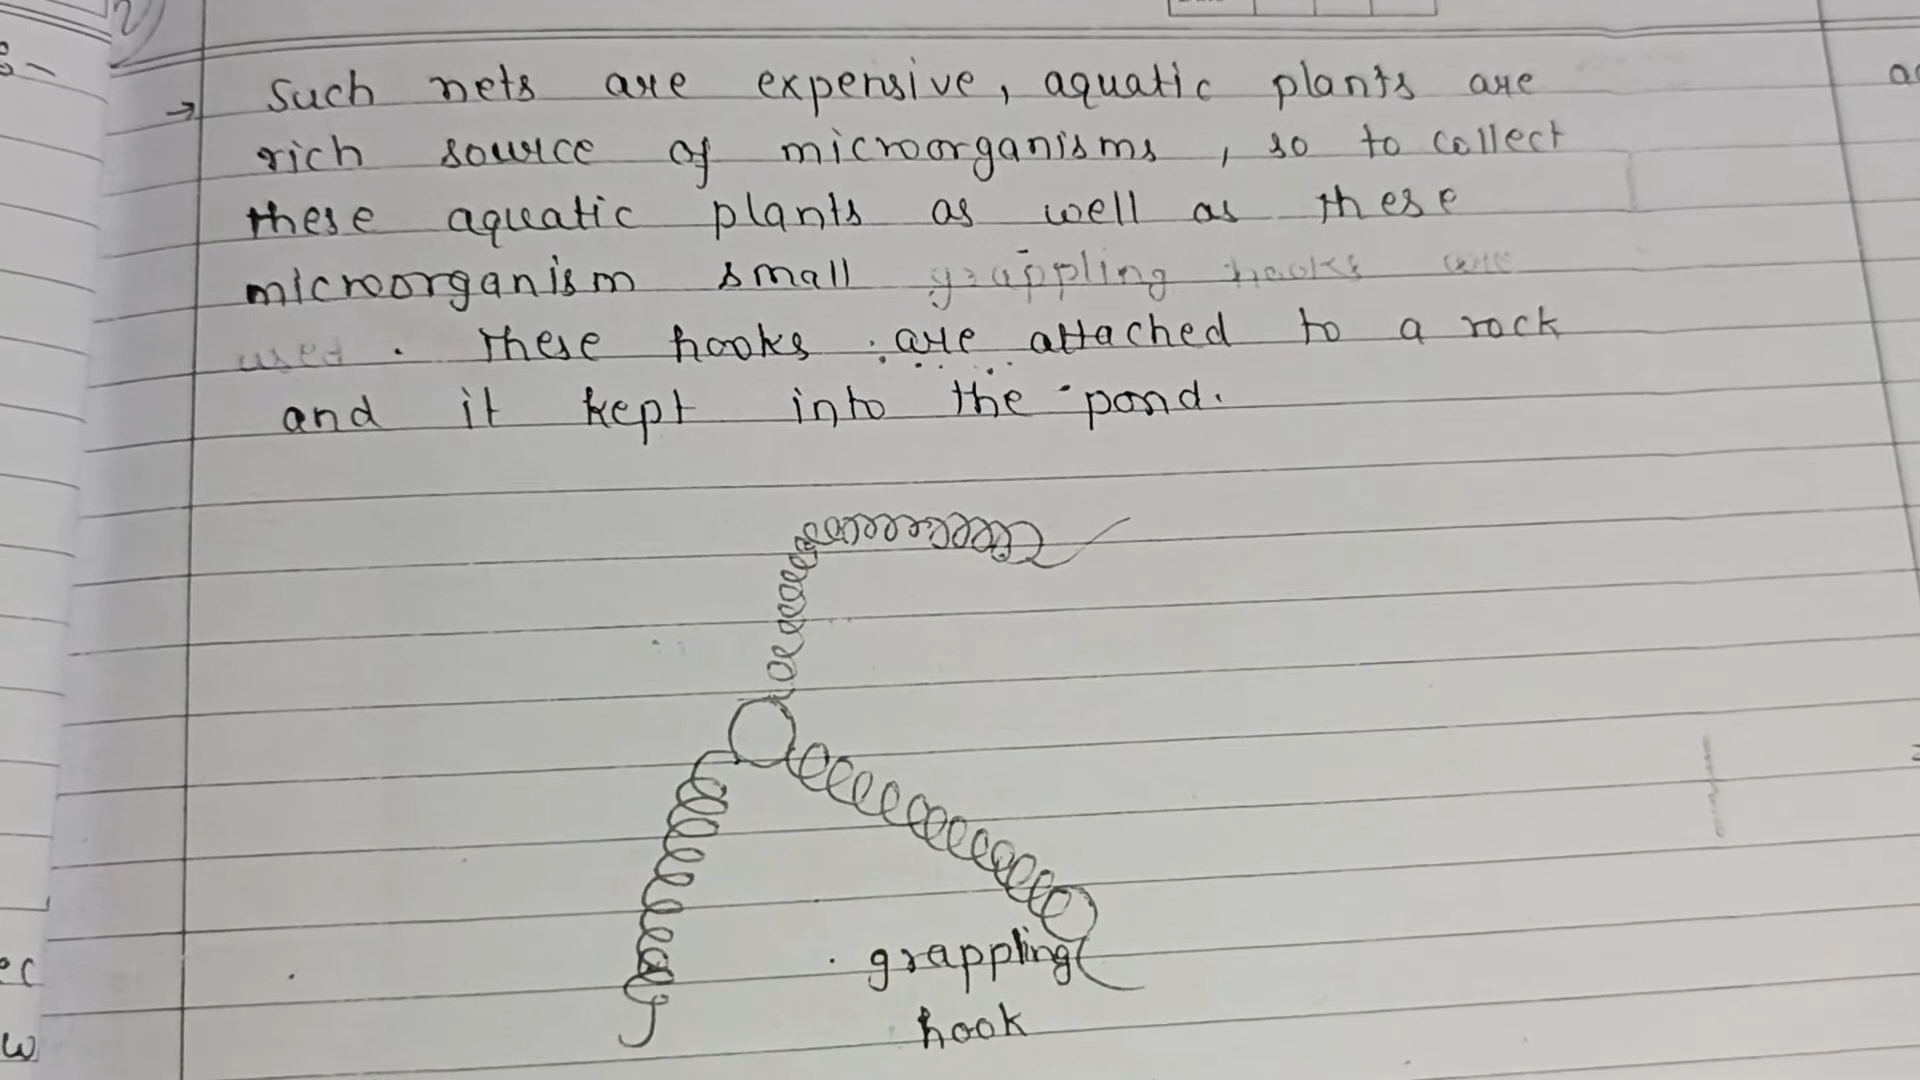 2
→ Such nets are expensive, aquatic plants are
rich source of microorganisms, so to collect
these aquatic plants as well as these
microorganism small grappling hooks are
used. These hooks are attached to a rock
and it kept into the pond.
grappling
hook